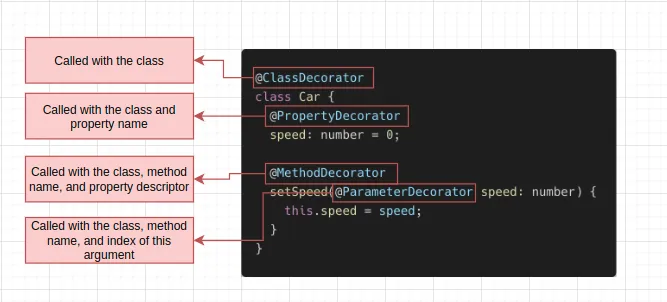 Called with the class
Called with the class and
property name
Called with the class, method
name, and property descriptor
Called with the class, method
name, and index of this
argument
@ClassDecorator
class Car {
@PropertyDecorator
speed: number = 0;
@MethodDecorator
setSpeed(@ParameterDecorator speed: number) {
this.speed = speed;
}
}